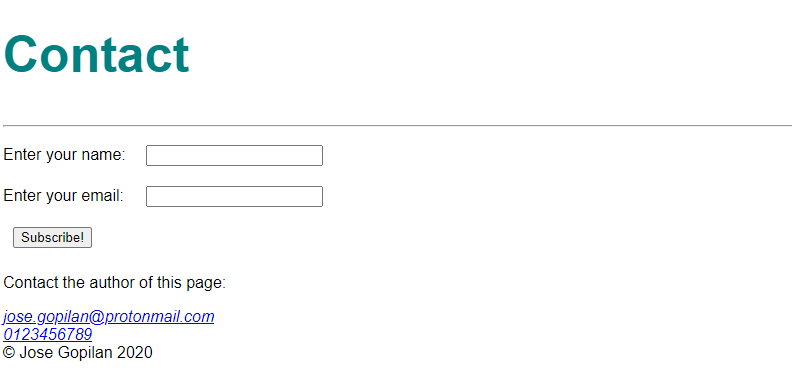 Contact
Enter your name:
Enter your email:
Subscribe!
Contact the author of this page:
jose.gopilan@protonmail.com
0123456789
© Jose Gopilan 2020